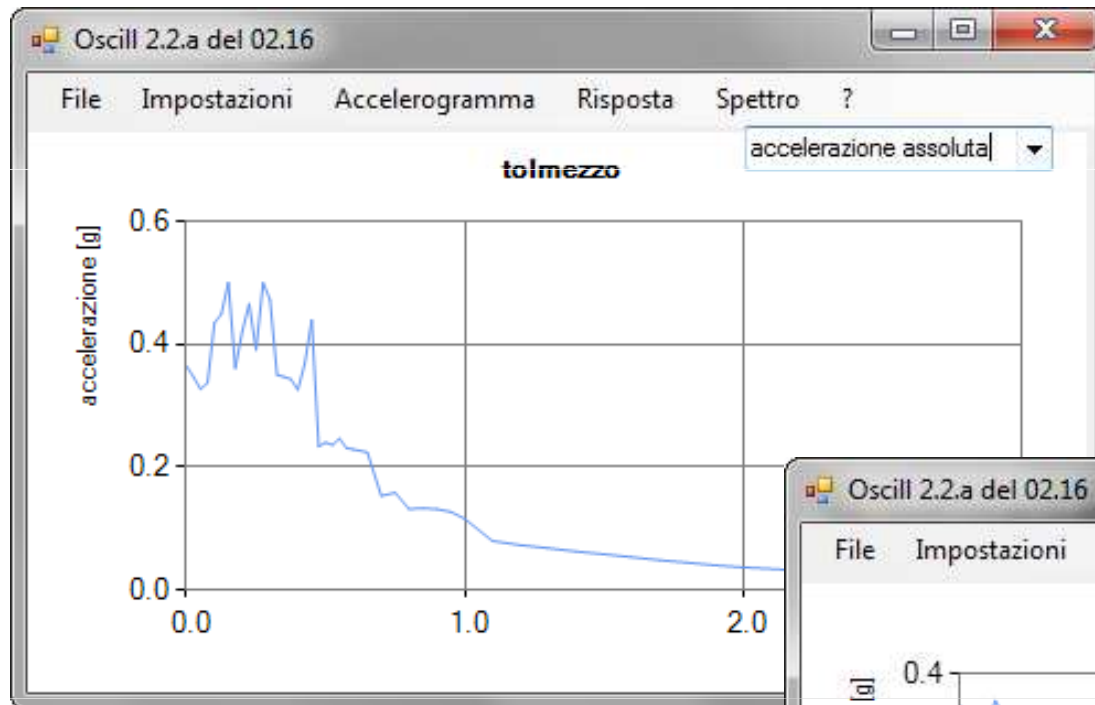 Oscill 2.2.a del 02.16
File Impostazioni Accelerogramma Risposta Spettro ?
accelerazione assoluta
tolmezzo
accelerazione [g]
0.6
0.4
0.2
0.0
0.0 1.0 2.0
Oscill 2.2.a del 02.16
File Impostazioni
0.4
[g]